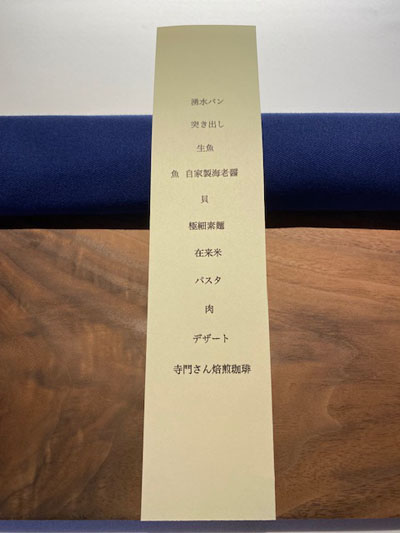 湧水パン
突き出し
生魚
魚 自家製海老醤
貝
極細素麺
在来米
パスタ
肉
デザート
寺門さん焙煎珈琲